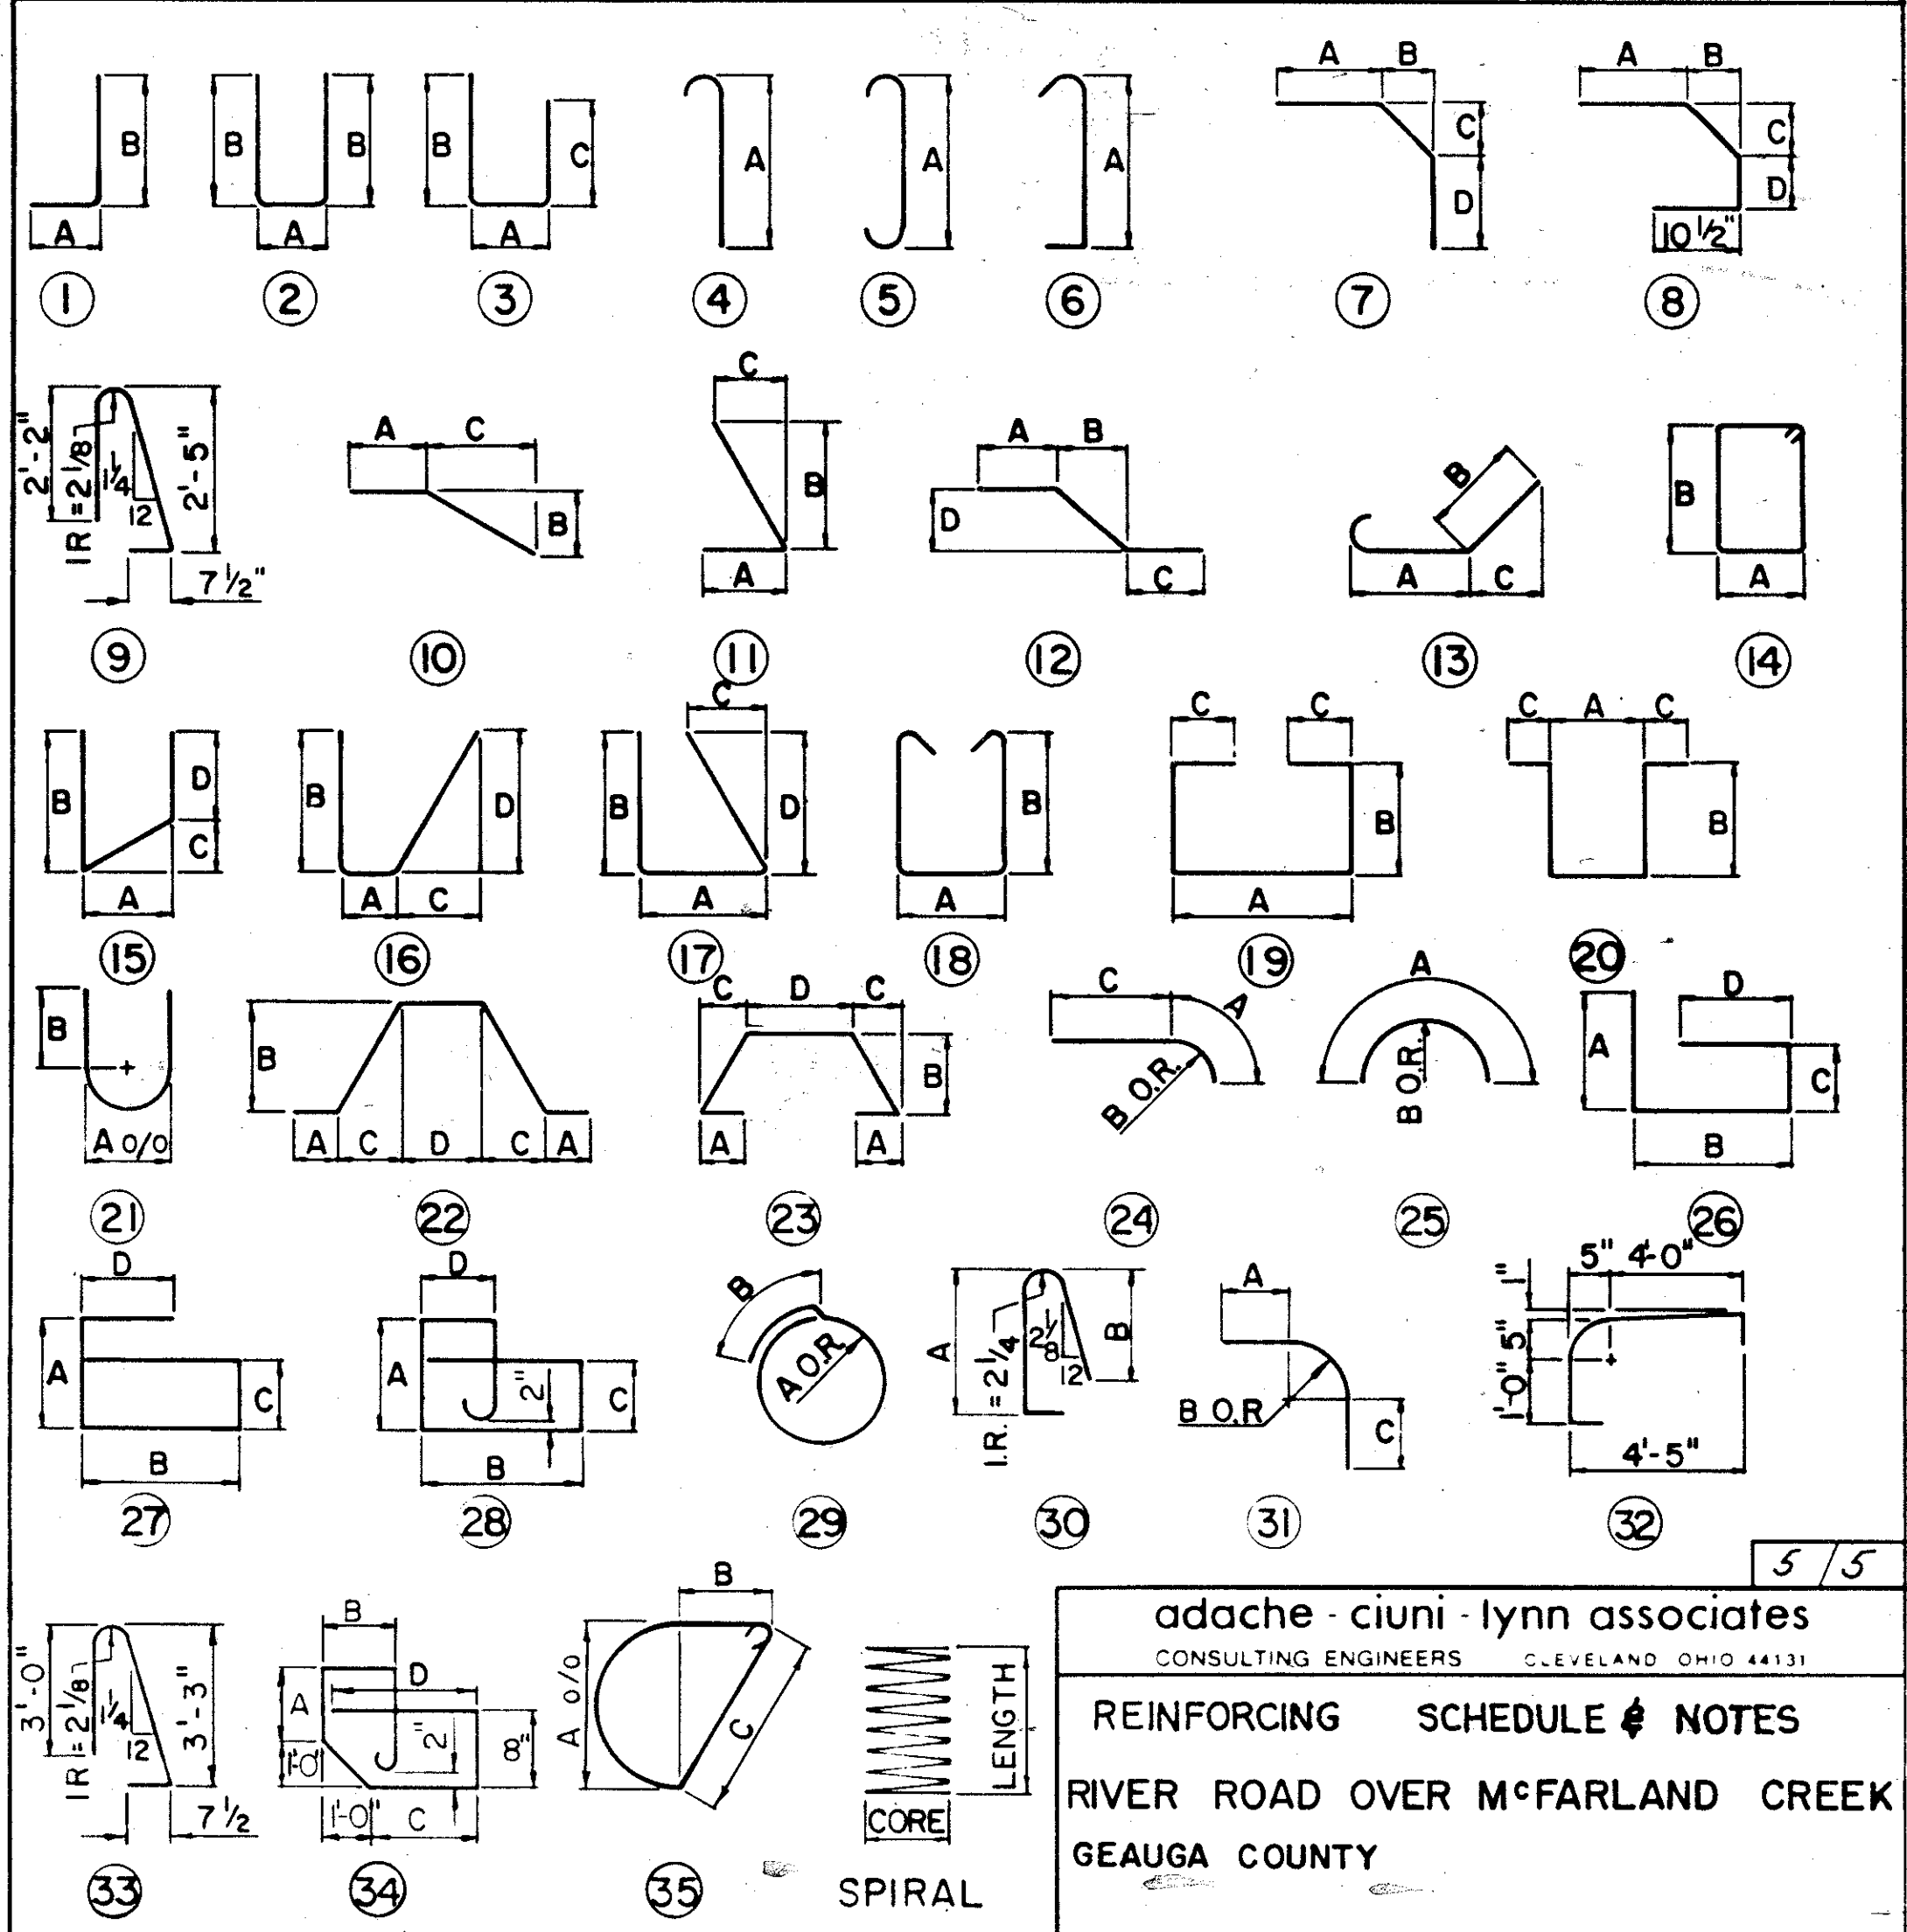 A B A B
B B B B C A A A C C
D D
A A A 10 1/2"
1 2 3 4 5 6 7 8
2'-2" IR = 2 1/8 1 1/4 12 2'-5" 7 1/2"
A C B
C B A
A B D C
B A C
B A
9 10 11 12 13 14
B D C A
B D A C
C B D A
B A
C C B A
C A C B
15 16 17 18 19 20
B A O/O
B A C D C A
C D C B A A
C A B O.R.
A B O.R.
A D C B
21 22 23 24 25 26
D A C B
D A 2" C B
B A O.R.
A I.R. = 2 1/4 2 1/8 12 B
A B O.R C
5" 4'-0" 1" 5" 1'-0" 4'-5"
27 28 29 30 31 32
5/5
3'-0" IR = 2 1/8 1 1/4 12 3'-3" 7 1/2
B D A 1'-0" 2" 8" 1'-0" C
B A O/O C
LENGTH
CORE
33 34 35 SPIRAL
adache - ciuni - lynn associates
CONSULTING ENGINEERS CLEVELAND OHIO 44131
REINFORCING SCHEDULE & NOTES
RIVER ROAD OVER McFARLAND CREEK
GEAUGA COUNTY